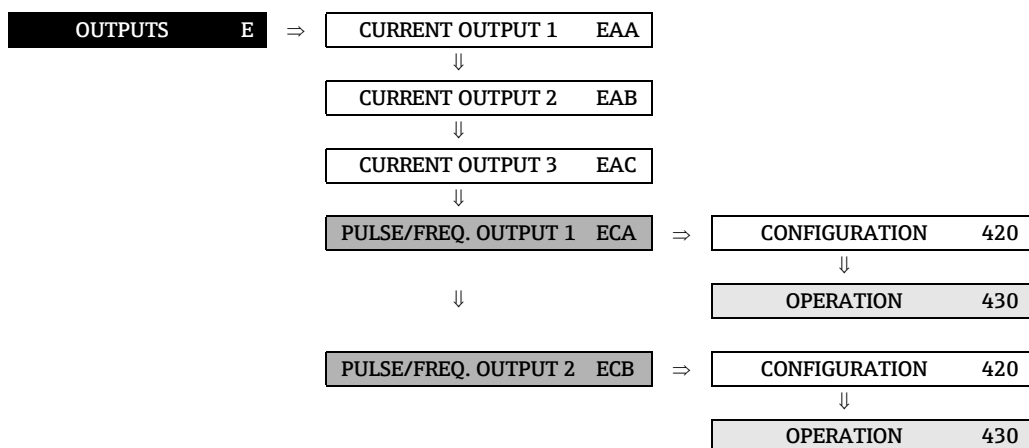 OUTPUTS E ⇒ CURRENT OUTPUT 1 EAA
⇓
CURRENT OUTPUT 2 EAB
⇓
CURRENT OUTPUT 3 EAC
⇓
PULSE/FREQ. OUTPUT 1 ECA ⇒ CONFIGURATION 420
⇓
⇓ OPERATION 430
PULSE/FREQ. OUTPUT 2 ECB ⇒ CONFIGURATION 420
⇓
OPERATION 430